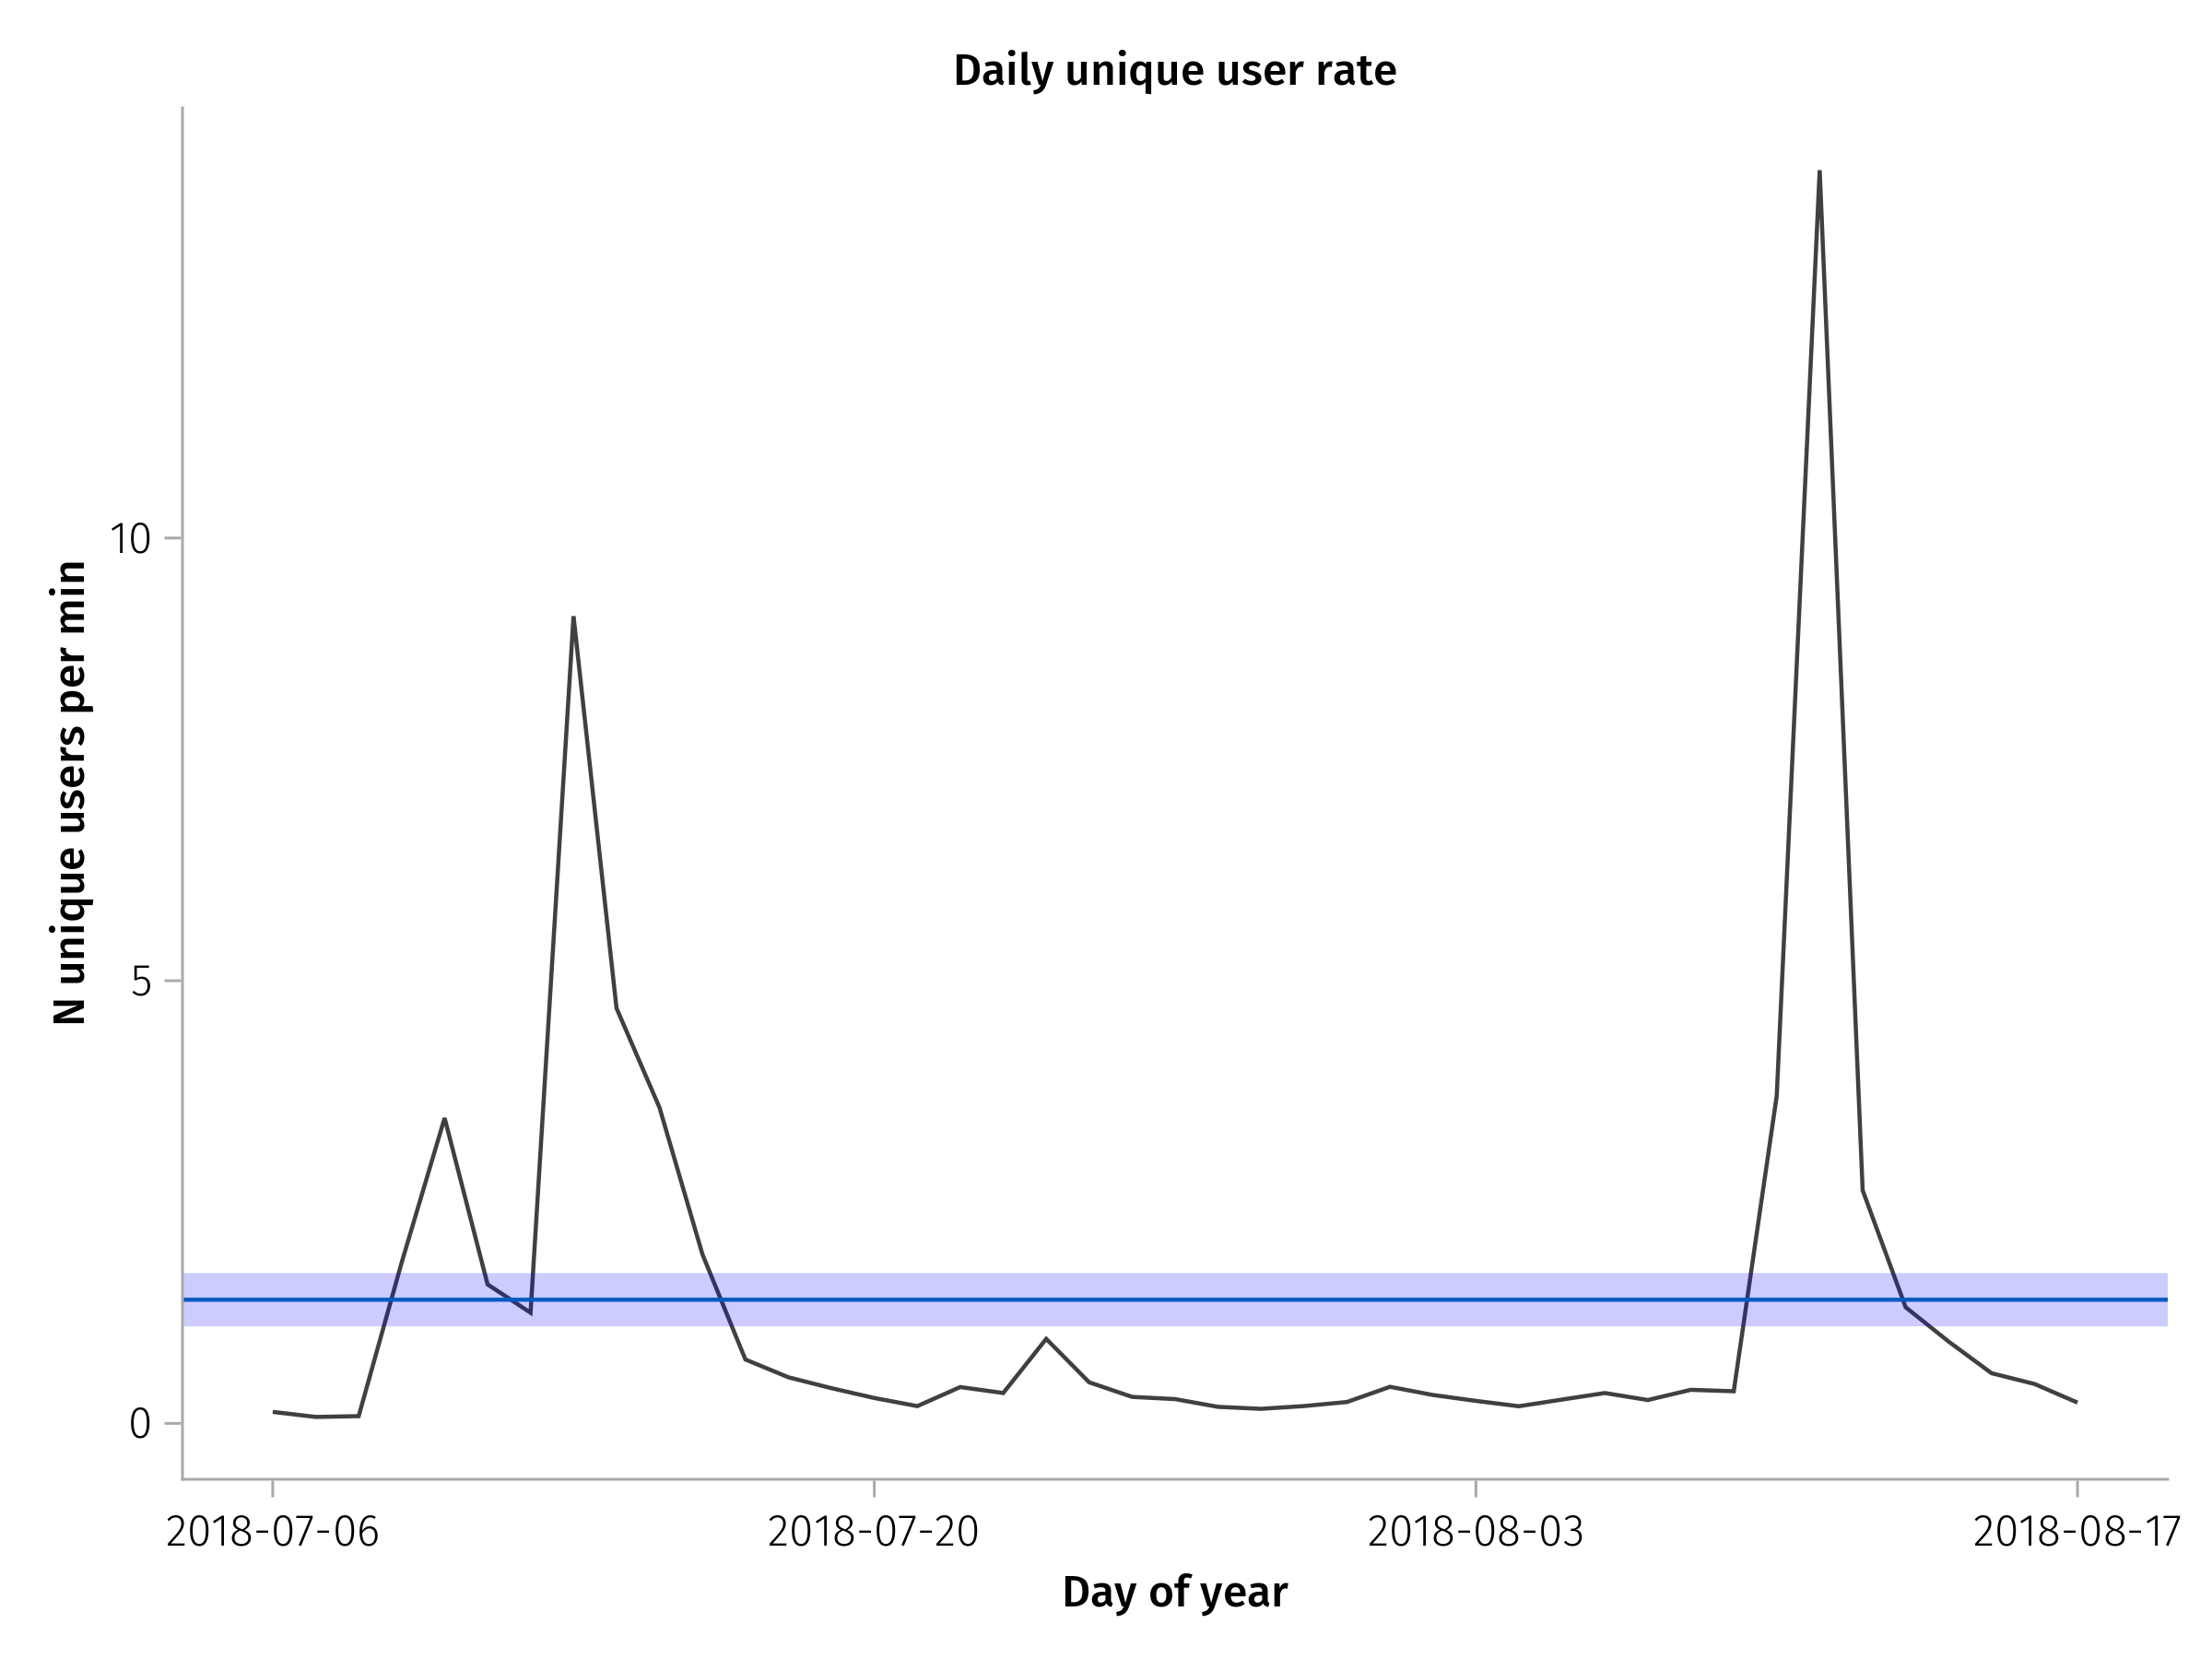 Daily unique user rate
N unique users per min
10
5
0
2018-07-06 2018-07-20 2018-08-03 2018-08-17
Day of year